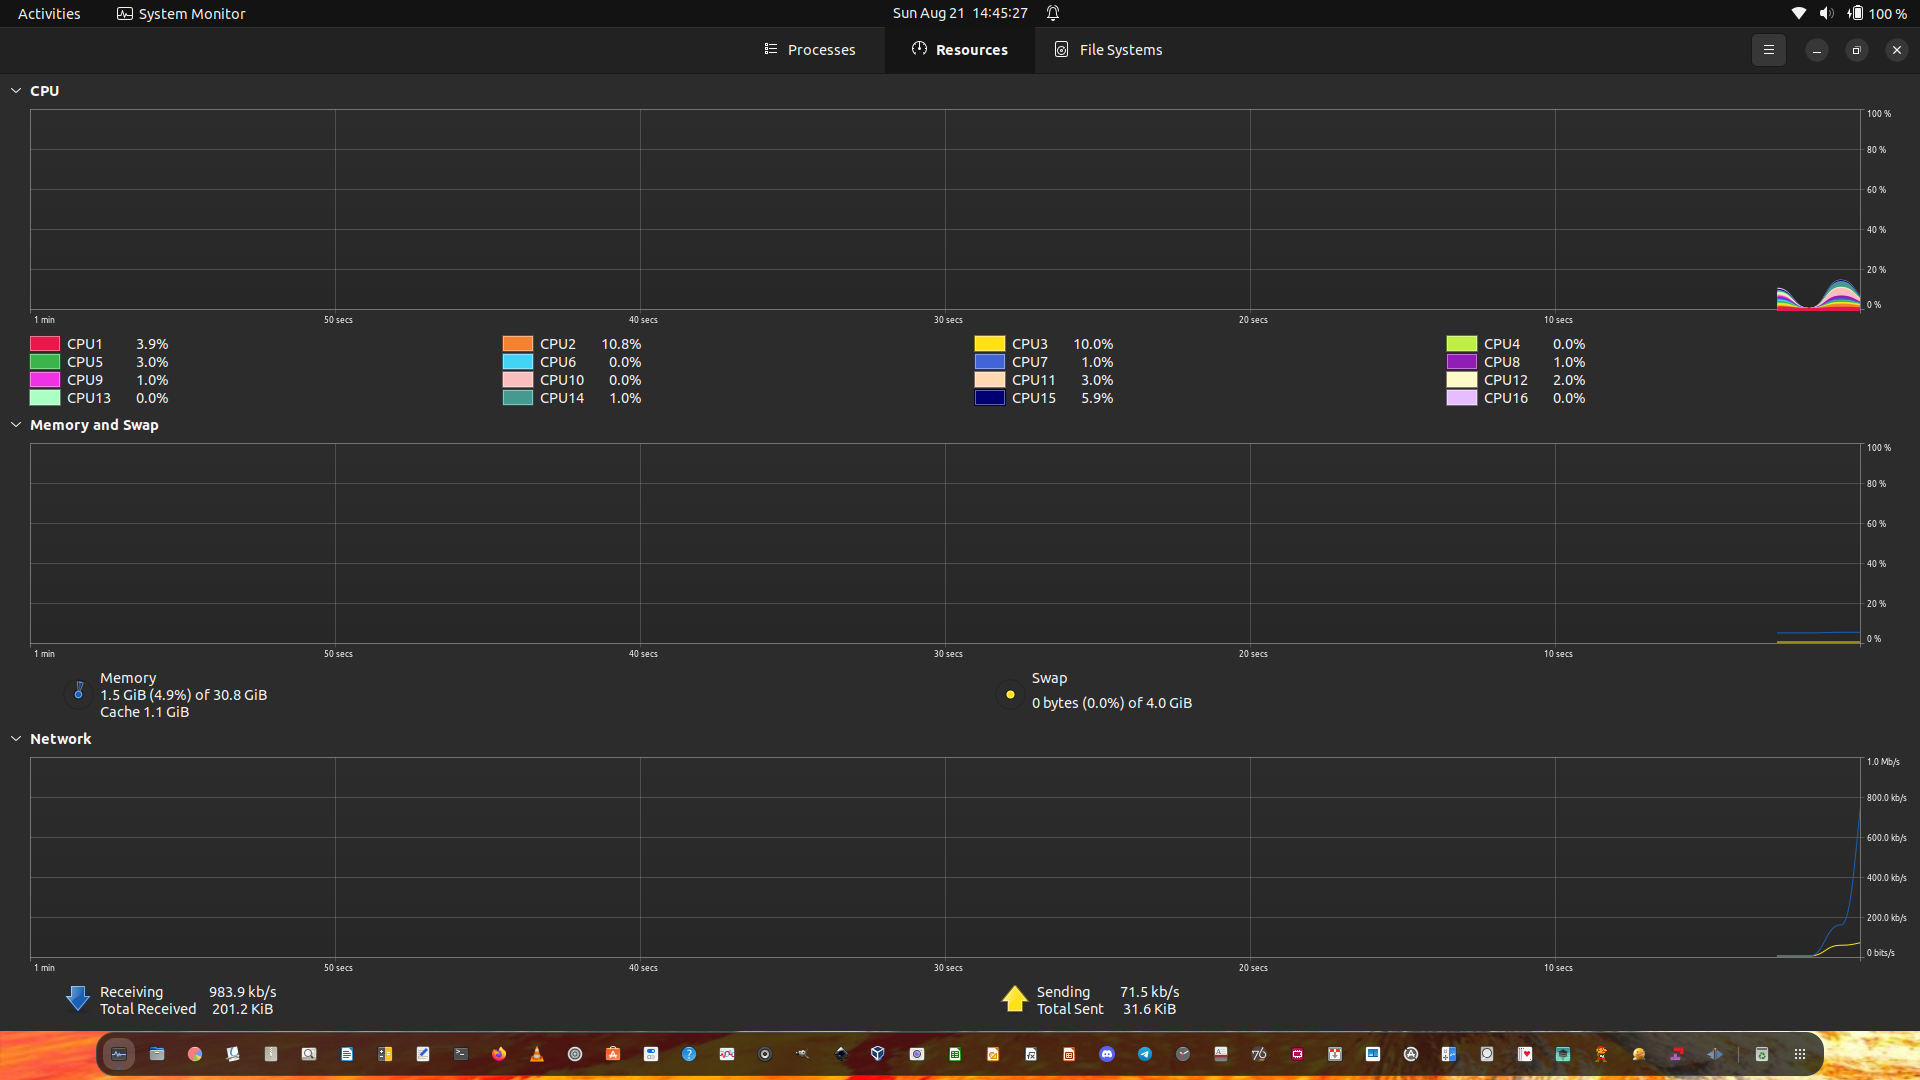 Activities System Monitor Sun Aug 21 14:45:27 100 %
Processes Resources File Systems
CPU
100 %
80 %
60 %
40 %
20 %
0 %
1 min 50 secs 40 secs 30 secs 20 secs 10 secs
CPU1 3.9% CPU2 10.8% CPU3 10.0% CPU4 0.0%
CPU5 3.0% CPU6 0.0% CPU7 1.0% CPU8 1.0%
CPU9 1.0% CPU10 0.0% CPU11 3.0% CPU12 2.0%
CPU13 0.0% CPU14 1.0% CPU15 5.9% CPU16 0.0%
Memory and Swap
100 %
80 %
60 %
40 %
20 %
0 %
1 min 50 secs 40 secs 30 secs 20 secs 10 secs
Memory
1.5 GiB (4.9%) of 30.8 GiB
Cache 1.1 GiB
Swap
0 bytes (0.0%) of 4.0 GiB
Network
1.0 Mb/s
800.0 kb/s
600.0 kb/s
400.0 kb/s
200.0 kb/s
0 bits/s
1 min 50 secs 40 secs 30 secs 20 secs 10 secs
Receiving 983.9 kb/s
Total Received 201.2 KiB
Sending 71.5 kb/s
Total Sent 31.6 KiB